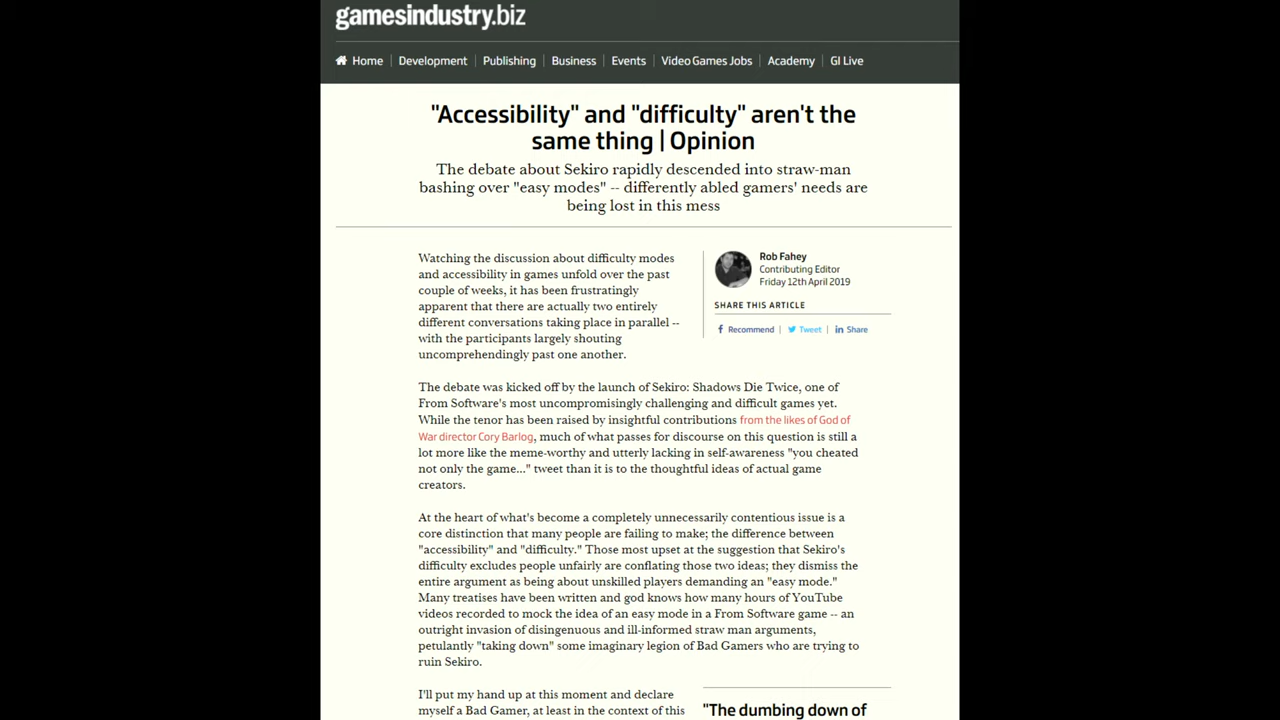 gamesindustry.biz
Home | Development | Publishing | Business | Events | Video Games Jobs | Academy | GI Live
"Accessibility" and "difficulty" aren't the
same thing | Opinion
The debate about Sekiro rapidly descended into straw-man
bashing over "easy modes" -- differently abled gamers' needs are
being lost in this mess
Watching the discussion about difficulty modes
and accessibility in games unfold over the past
couple of weeks, it has been frustratingly
apparent that there are actually two entirely
different conversations taking place in parallel --
with the participants largely shouting
uncomprehendingly past one another.
Rob Fahey
Contributing Editor
Friday 12th April 2019
SHARE THIS ARTICLE
Recommend | Tweet | Share
The debate was kicked off by the launch of Sekiro: Shadows Die Twice, one of
From Software's most uncompromisingly challenging and difficult games yet.
While the tenor has been raised by insightful contributions from the likes of God of
War director Cory Barlog, much of what passes for discourse on this question is still a
lot more like the meme-worthy and utterly lacking in self-awareness "you cheated
not only the game..." tweet than it is to the thoughtful ideas of actual game
creators.
At the heart of what's become a completely unnecessarily contentious issue is a
core distinction that many people are failing to make; the difference between
"accessibility" and "difficulty." Those most upset at the suggestion that Sekiro's
difficulty excludes people unfairly are conflating those two ideas; they dismiss the
entire argument as being about unskilled players demanding an "easy mode."
Many treatises have been written and god knows how many hours of YouTube
videos recorded to mock the idea of an easy mode in a From Software game -- an
outright invasion of disingenuous and ill-informed straw man arguments,
petulantly "taking down" some imaginary legion of Bad Gamers who are trying to
ruin Sekiro.
I'll put my hand up at this moment and declare
myself a Bad Gamer, at least in the context of this
"The dumbing down of